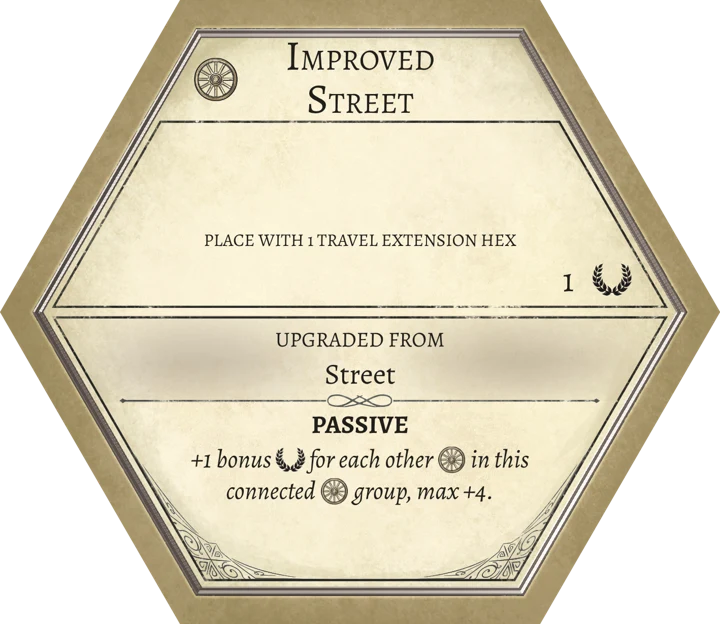 IMPROVED
STREET
PLACE WITH 1 TRAVEL EXTENSION HEX
1
UPGRADED FROM
Street
PASSIVE
+1 bonus for each other in this
connected group, max +4.